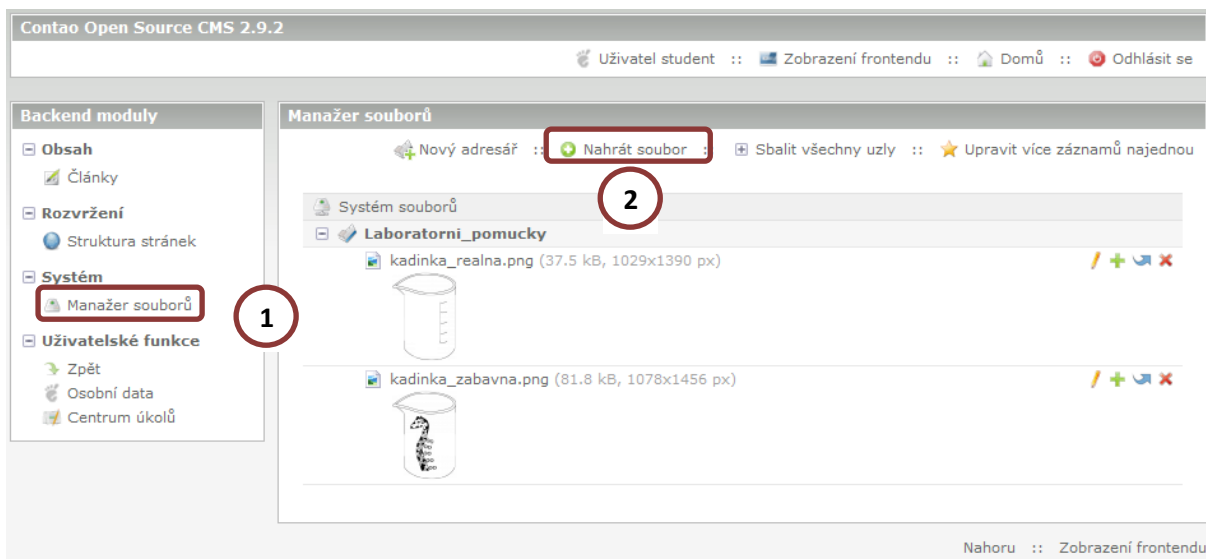 Contao Open Source CMS 2.9.2
Uživatel student :: Zobrazení frontendu :: Domů :: Odhlásit se
Backend moduly
Obsah
Články
Rozvržení
Struktura stránek
Systém
Manažer souborů
1
Uživatelské funkce
Zpět
Osobní data
Centrum úkolů
Manažer souborů
Nový adresář :: Nahrát soubor :: Sbalit všechny uzly :: Upravit více záznamů najednou
2
Systém souborů
Laboratorni_pomucky
kadinka_realna.png (37.5 kB, 1029x1390 px)
kadinka_zabavna.png (81.8 kB, 1078x1456 px)
Nahoru :: Zobrazení frontendu